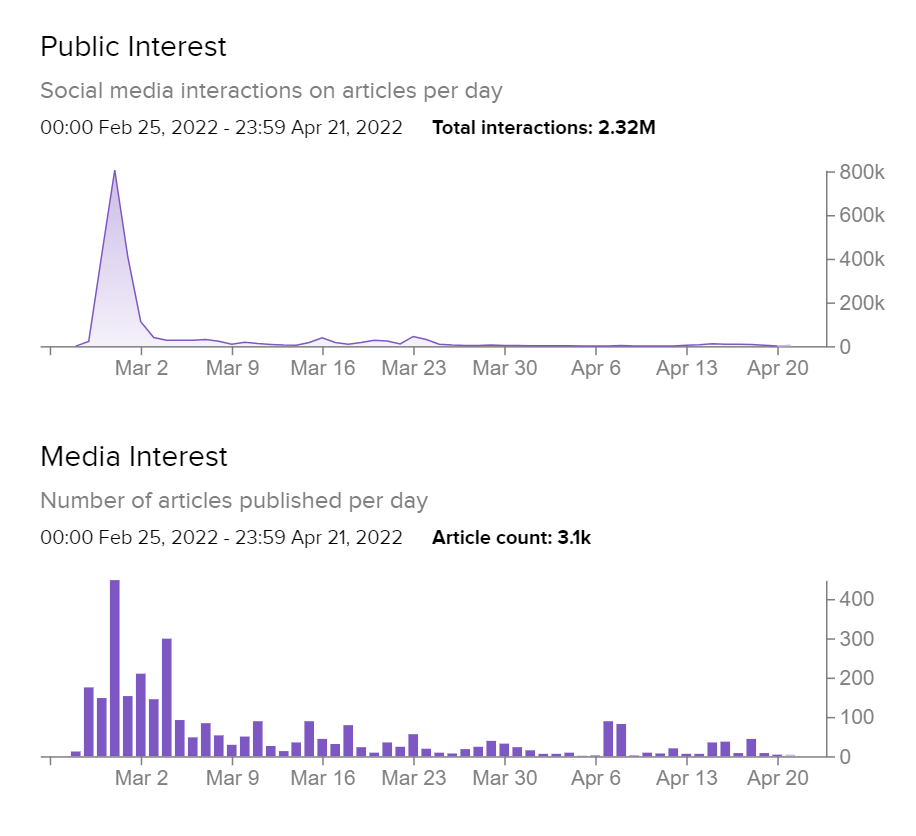 Public Interest
Social media interactions on articles per day
00:00 Feb 25, 2022 - 23:59 Apr 21, 2022 Total interactions: 2.32M
800k
600k
400k
200k
0
Mar 2 Mar 9 Mar 16 Mar 23 Mar 30 Apr 6 Apr 13 Apr 20
Media Interest
Number of articles published per day
00:00 Feb 25, 2022 - 23:59 Apr 21, 2022 Article count: 3.1k
400
300
200
100
0
Mar 2 Mar 9 Mar 16 Mar 23 Mar 30 Apr 6 Apr 13 Apr 20